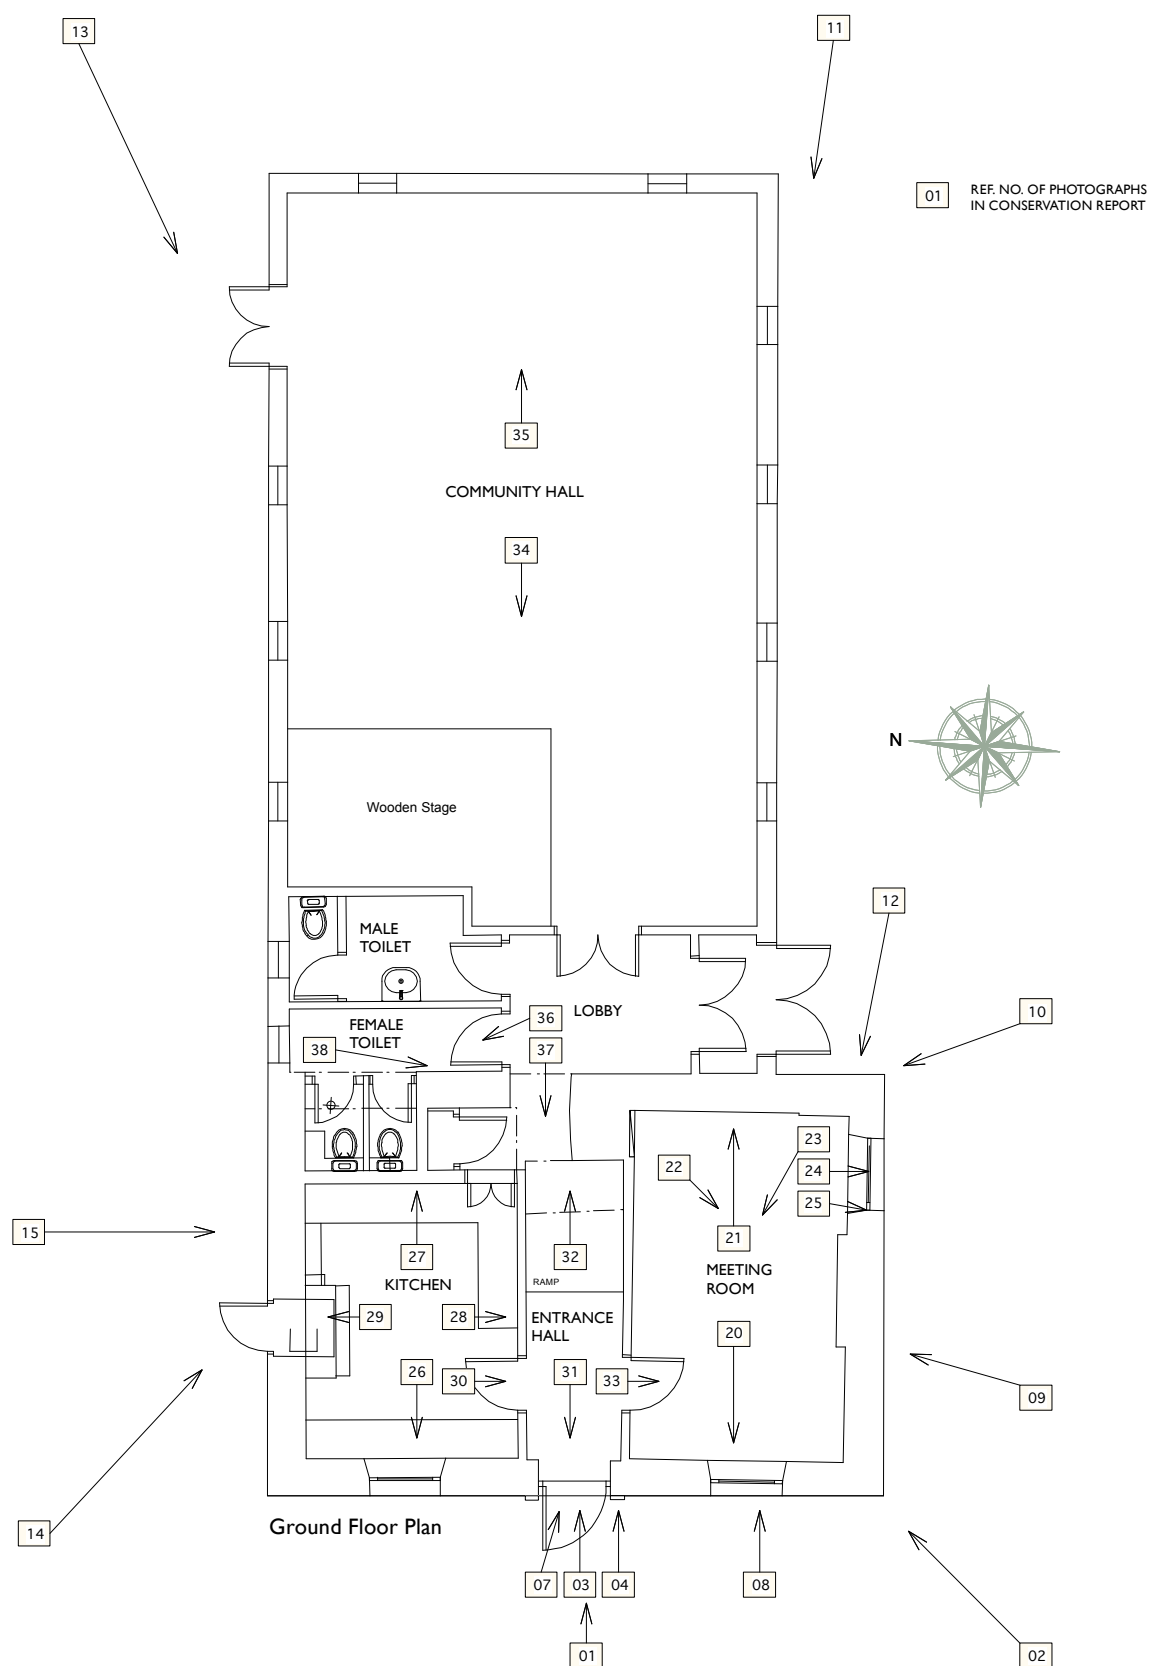 13
11
01
REF. NO. OF PHOTOGRAPHS
IN CONSERVATION REPORT
35
COMMUNITY HALL
34
N
Wooden Stage
12
MALE
TOILET
LOBBY
10
36
FEMALE
TOILET
37
38
23
22
24
25
15
21
27
32
MEETING
ROOM
KITCHEN
RAMP
29
28
ENTRANCE
HALL
20
26
30
31
33
09
14
Ground Floor Plan
07
03
04
08
01
02